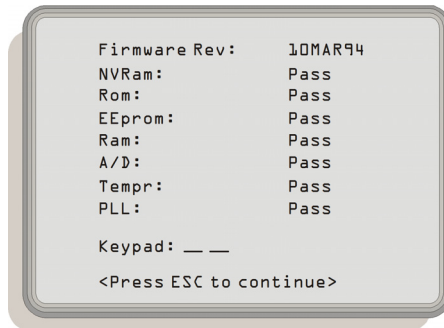 Firmware Rev: 10MAR94
NVRam: Pass
Rom: Pass
EEprom: Pass
Ram: Pass
A/D: Pass
Tempr: Pass
PLL: Pass
Keypad: __ __
<Press ESC to continue>